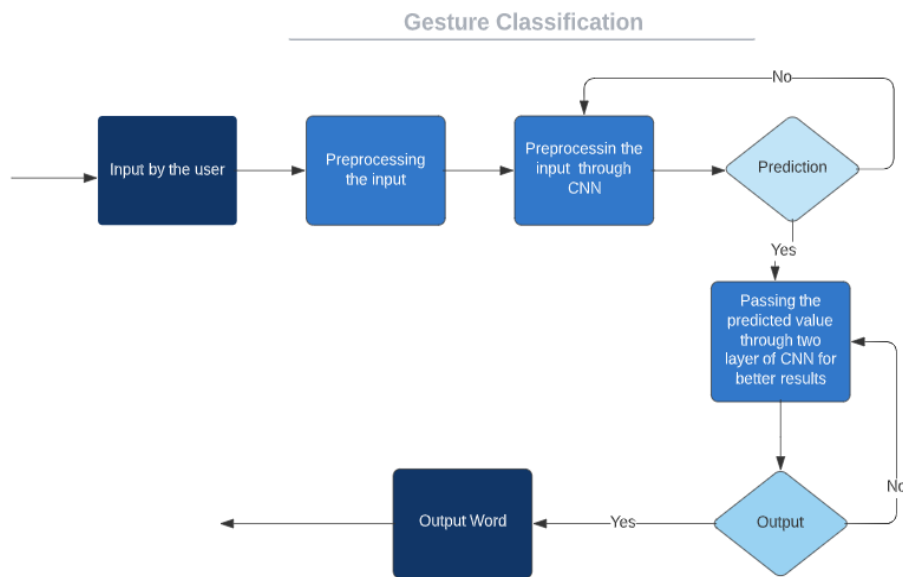 Gesture Classification
No
Input by the user
Preprocessing
the input
Preprocessin the
input through
CNN
Prediction
Yes
Passing the
predicted value
through two
layer of CNN for
better results
No
Output Word
Yes
Output